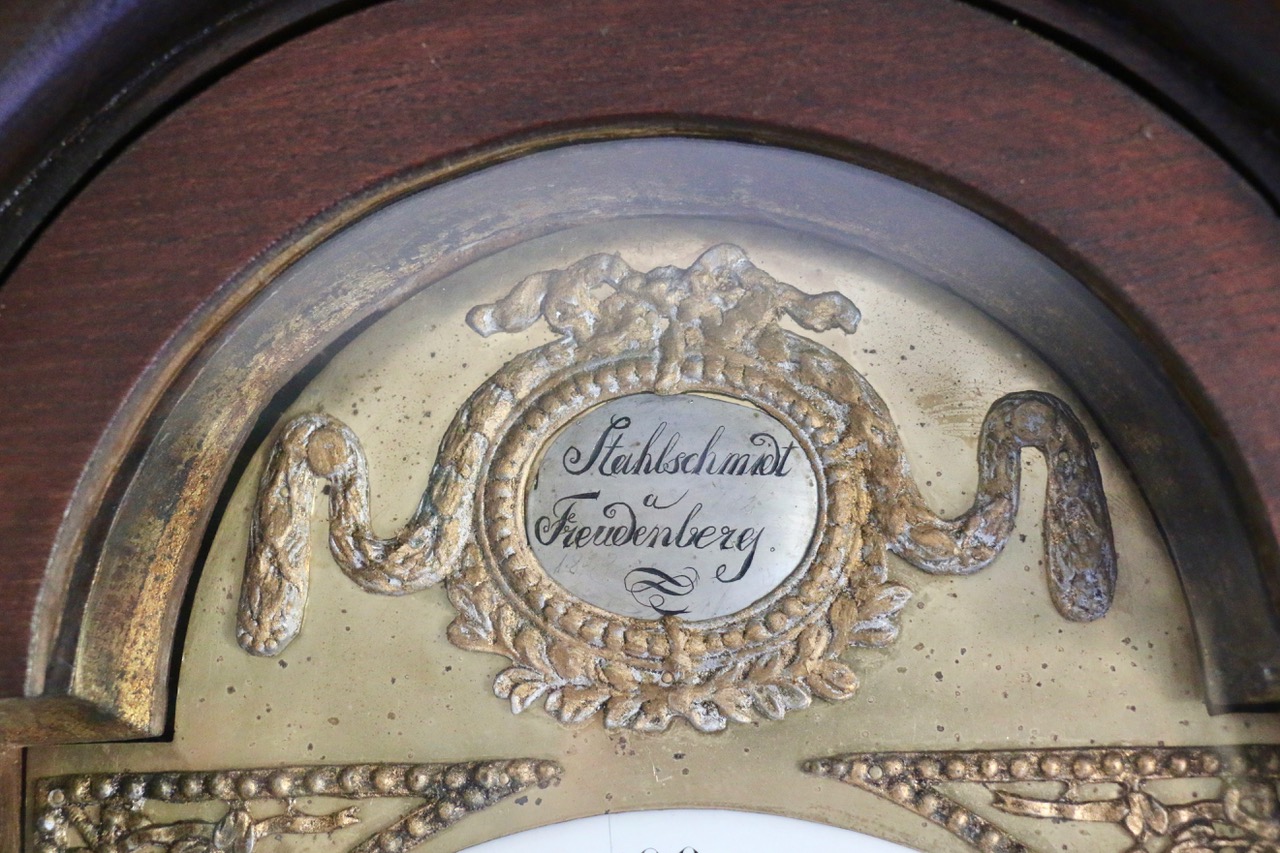 Stahlschmidt
a
Freudenberg.